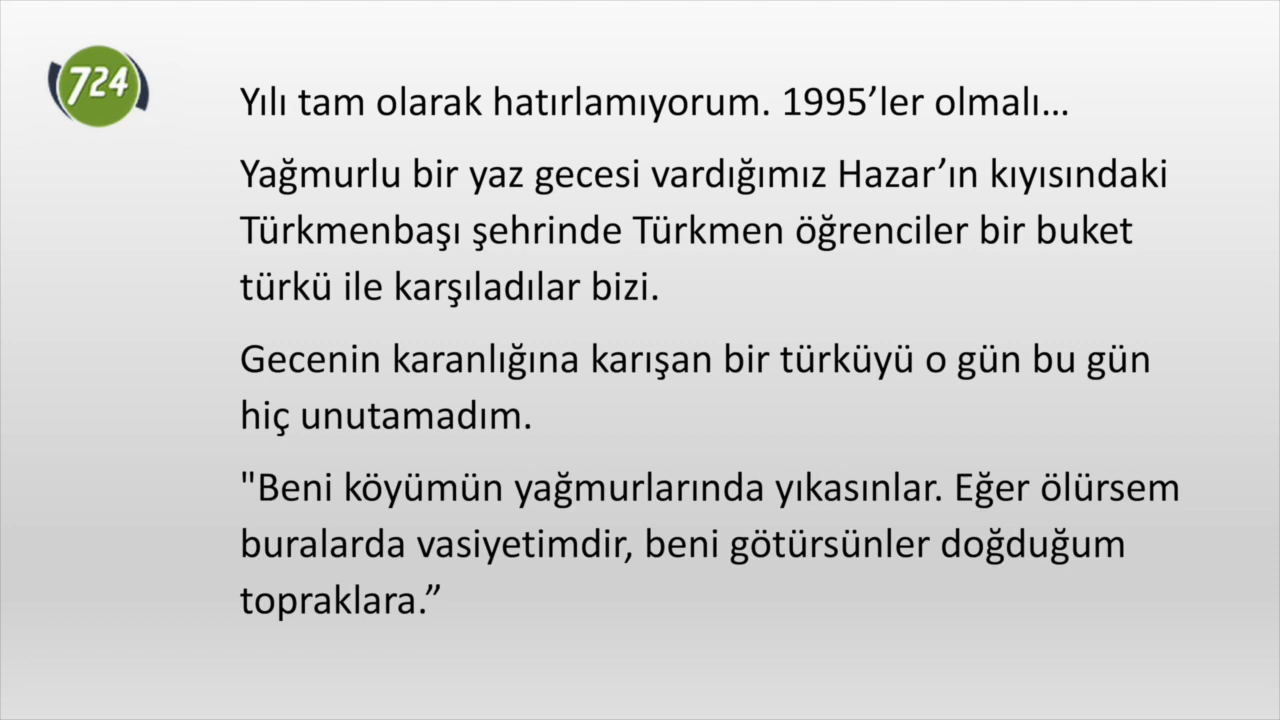 724
Yılı tam olarak hatırlamıyorum. 1995’ler olmalı…
Yağmurlu bir yaz gecesi vardığımız Hazar’ın kıyısındaki
Türkmenbaşı şehrinde Türkmen öğrenciler bir buket
türkü ile karşıladılar bizi.
Gecenin karanlığına karışan bir türküyü o gün bu gün
hiç unutamadım.
"Beni köyümün yağmurlarında yıkasınlar. Eğer ölürsem
buralarda vasiyetimdir, beni götürsünler doğduğum
topraklara.”